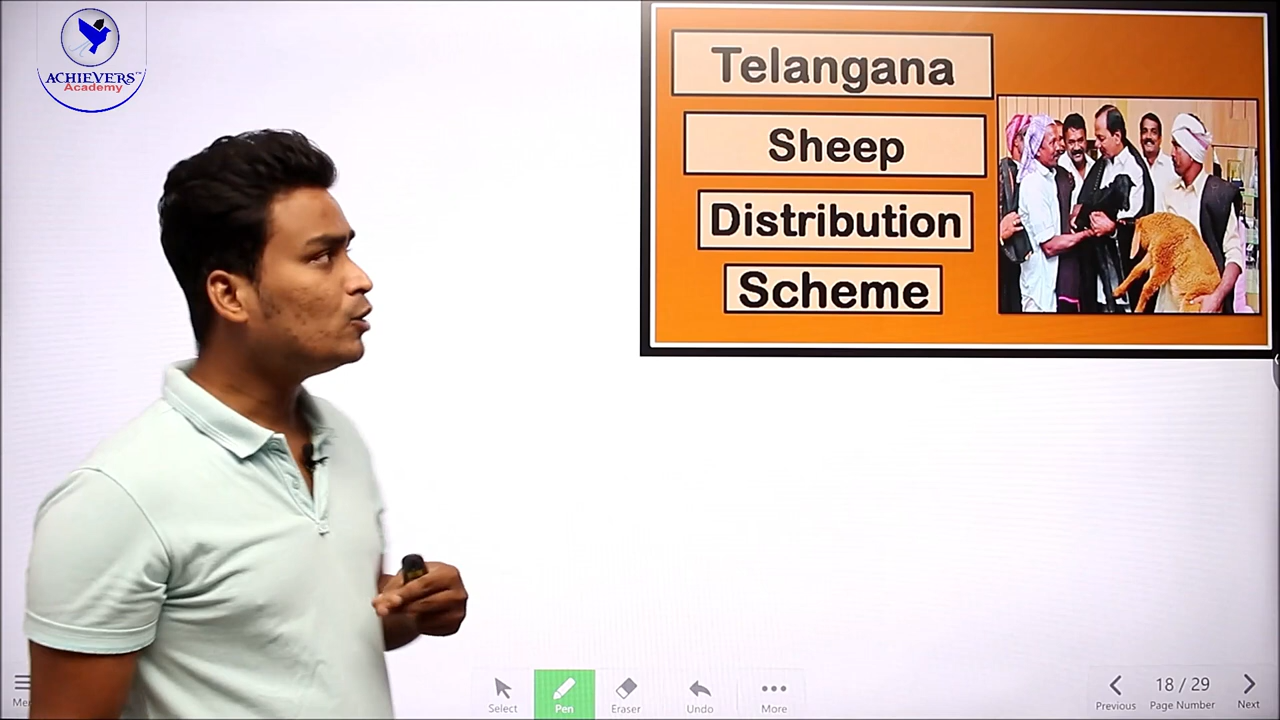 ACHIEVERS
Academy
Telangana
Sheep
Distribution
Scheme
Select
Pen
Eraser
Undo
More
Previous
18 / 29
Page Number
Next